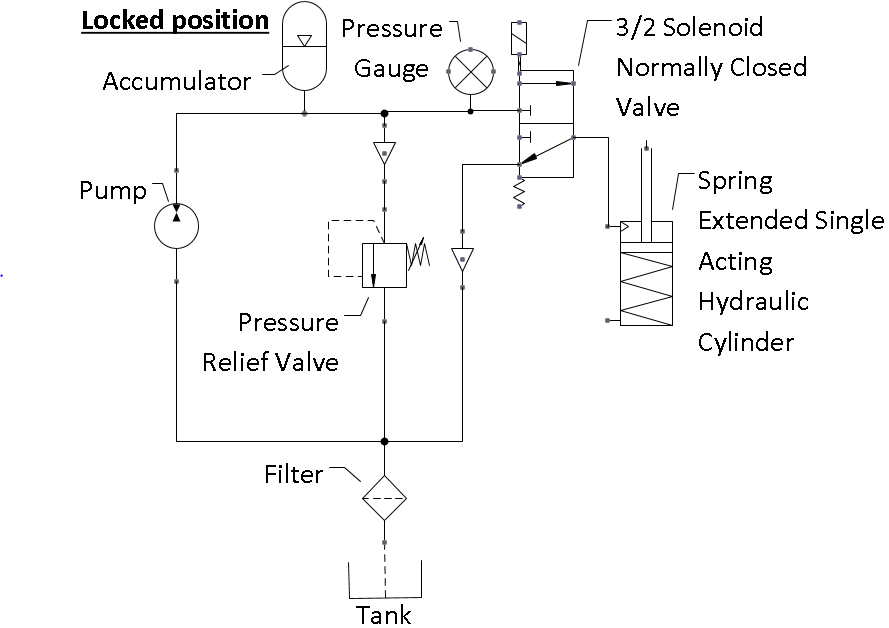 Locked position
Accumulator
Pressure
Gauge
3/2 Solenoid
Normally Closed
Valve
Pump
Spring
Extended Single
Acting
Hydraulic
Cylinder
Pressure
Relief Valve
Filter
Tank